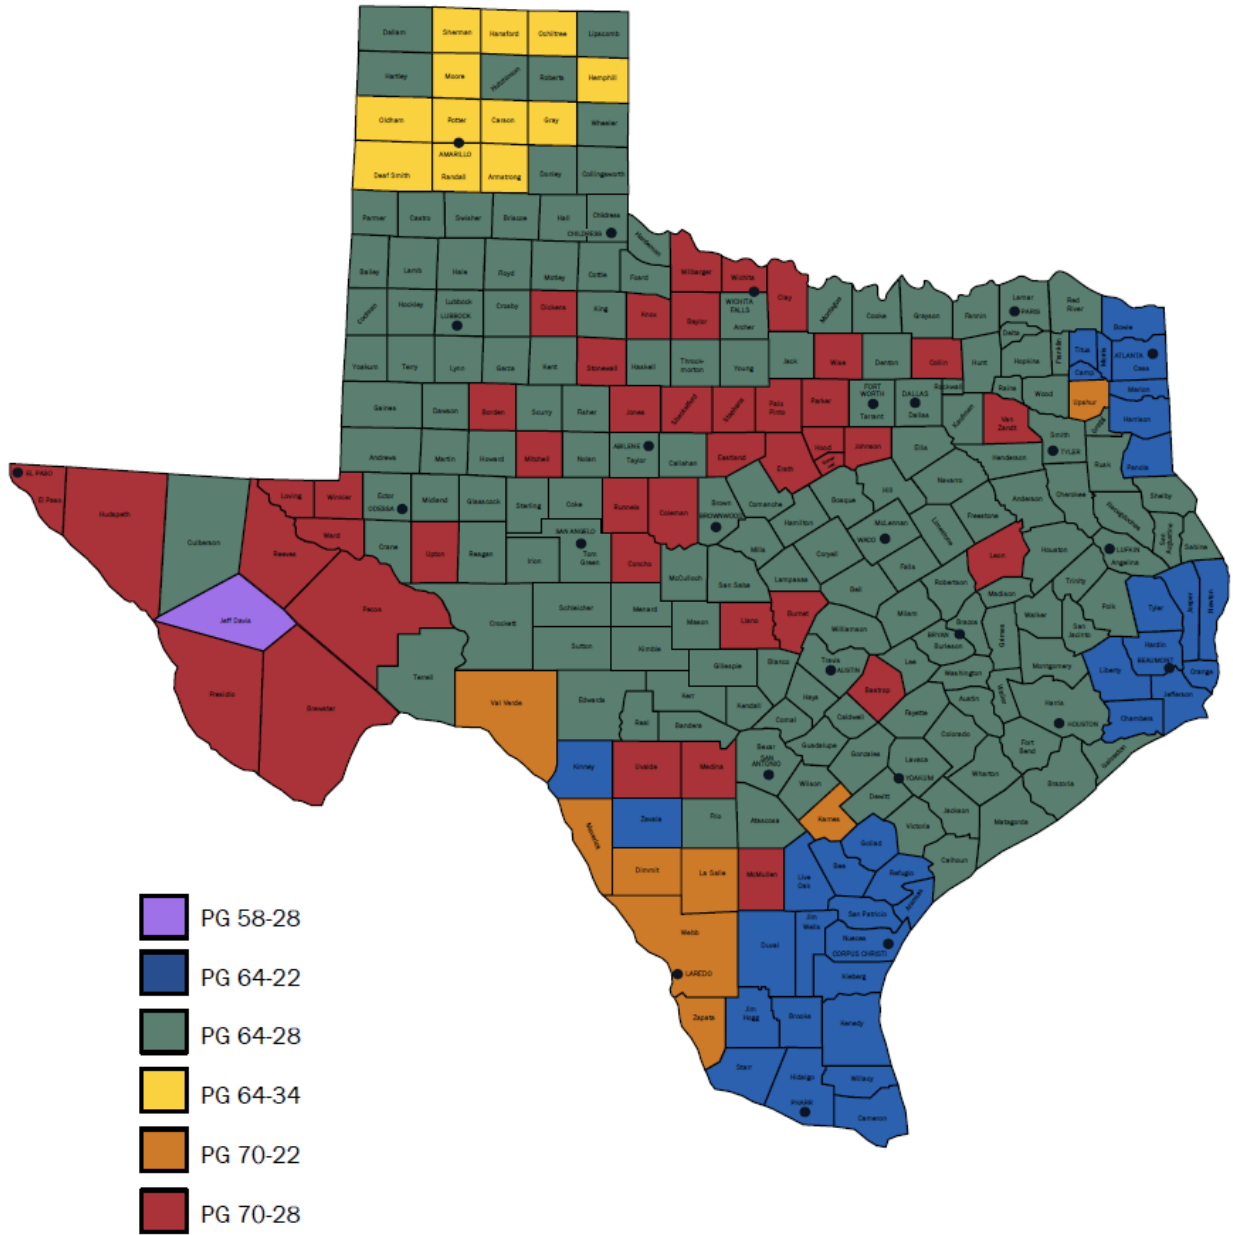 Dallam
Sherman
Hansford
Ochiltree
Lipscomb
Hartley
Moore
Hutchinson
Roberts
Hemphill
Oldham
Potter
Carson
Gray
Wheeler
AMARILLO
Deaf Smith
Randall
Armstrong
Donley
Collingsworth
Parmer
Castro
Swisher
Briscoe
Hall
Childress
CHILDRESS
Hardeman
Bailey
Lamb
Hale
Floyd
Motley
Cottle
Foard
Wilbarger
Wichita
WICHITA
FALLS
Clay
Montague
Cooke
Grayson
Fannin
Lamar
PARIS
Red
River
Bowie
Cochran
Hockley
Lubbock
LUBBOCK
Crosby
Dickens
King
Knox
Baylor
Archer
Delta
Franklin
Titus
Morris
ATLANTA
Cass
Yoakum
Terry
Lynn
Garza
Kent
Stonewall
Haskell
Throck-
morton
Young
Jack
Wise
Denton
Collin
Hunt
Hopkins
Camp
Rockwall
Rains
Wood
Upshur
Marion
Gaines
Dawson
Borden
Scurry
Fisher
Jones
Shackelford
Stephens
Palo
Pinto
Parker
FORT
WORTH
Tarrant
DALLAS
Dallas
Kaufman
Van
Zandt
Smith
TYLER
Gregg
Harrison
Andrews
Martin
Howard
Mitchell
Nolan
ABILENE
Taylor
Callahan
Eastland
Erath
Hood
Johnson
Ellis
Henderson
Rusk
Panola
EL PASO
El Paso
Hudspeth
Culberson
Loving
Winkler
Ector
ODESSA
Midland
Glasscock
Sterling
Coke
Runnels
Coleman
Brown
BROWNWOOD
Comanche
Bosque
Hill
Navarro
Anderson
Cherokee
Nacogdoches
Shelby
Reeves
Ward
Crane
Upton
Reagan
Irion
SAN ANGELO
Tom
Green
Concho
McCulloch
San Saba
Mills
Hamilton
Coryell
McLennan
WACO
Limestone
Freestone
Leon
Houston
LUFKIN
Angelina
San
Augustine
Sabine
Jeff Davis
Pecos
Crockett
Schleicher
Menard
Mason
Llano
Burnet
Lampasas
Bell
Falls
Robertson
Madison
Trinity
Polk
Tyler
Jasper
Newton
Presidio
Brewster
Terrell
Sutton
Kimble
Gillespie
Blanco
Williamson
Milam
Brazos
BRYAN
Burleson
Grimes
Walker
San
Jacinto
Hardin
BEAUMONT
Orange
Val Verde
Edwards
Real
Kerr
Bandera
Kendall
Comal
Hays
Travis
AUSTIN
Bastrop
Lee
Washington
Austin
Waller
Montgomery
Liberty
Jefferson
Chambers
Kinney
Uvalde
Medina
Bexar
SAN
ANTONIO
Guadalupe
Caldwell
Fayette
Colorado
Harris
HOUSTON
Fort
Bend
Galveston
Maverick
Zavala
Frio
Atascosa
Wilson
Gonzales
Lavaca
YOAKUM
Wharton
Brazoria
Dimmit
La Salle
McMullen
Live
Oak
Karnes
Dewitt
Victoria
Jackson
Matagorda
Calhoun
Webb
LAREDO
Duval
Jim
Wells
Bee
Goliad
Refugio
Aransas
San Patricio
Nueces
CORPUS CHRISTI
Kleberg
Zapata
Jim
Hogg
Brooks
Kenedy
Starr
Hidalgo
PHARR
Willacy
Cameron
PG 58-28
PG 64-22
PG 64-28
PG 64-34
PG 70-22
PG 70-28